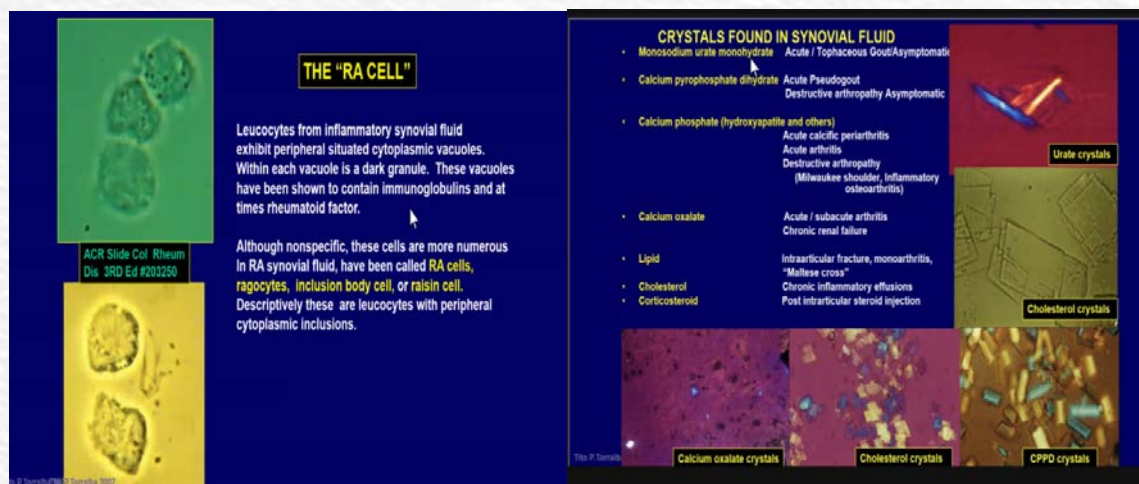 THE "RA CELL"
Leucocytes from inflammatory synovial fluid
exhibit peripheral situated cytoplasmic vacuoles.
Within each vacuole is a dark granule. These vacuoles
have been shown to contain immunoglobulins and at
times rheumatoid factor.
Although nonspecific, these cells are more numerous
in RA synovial fluid, have been called RA cells,
ragocytes, inclusion body cell, or raisin cell.
Descriptively these are leucocytes with peripheral
cytoplasmic inclusions.
ACR Slide Col Rheum
Dis 3RD Ed #203250
CRYSTALS FOUND IN SYNOVIAL FLUID
• Monosodium urate monohydrate Acute / Tophaceous Gout/Asymptomatic
• Calcium pyrophosphate dihydrate Acute Pseudogout
Destructive arthropathy Asymptomatic
• Calcium phosphate (hydroxyapatite and others)
Acute calcific periarthritis
Acute arthritis
Destructive arthropathy
(Milwaukee shoulder, Inflammatory
osteoarthritis)
• Calcium oxalate Acute / subacute arthritis
Chronic renal failure
• Lipid Intraarticular fracture, monoarthritis,
"Maltese cross"
• Cholesterol Chronic inflammatory effusions
• Corticosteroid Post intrarticular steroid injection
Urate crystals
Cholesterol crystals
Calcium oxalate crystals
Cholesterol crystals
CPPD crystals
Tito P Torralba